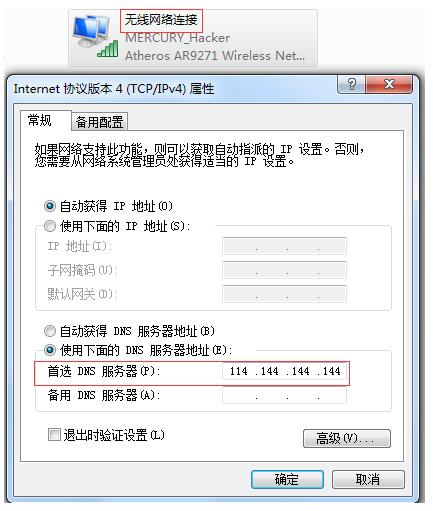 无线网络连接
MERCURY_Hacker
Atheros AR9271 Wireless Net...
Internet 协议版本 4 (TCP/IPv4) 属性
常规 备用配置
如果网络支持此功能，则可以获取自动指派的 IP 设置。否则，
您需要从网络系统管理员处获得适当的 IP 设置。
自动获得 IP 地址(O)
使用下面的 IP 地址(S):
IP 地址(I): . . .
子网掩码(U): . . .
默认网关(D): . . .
自动获得 DNS 服务器地址(B)
使用下面的 DNS 服务器地址(E):
首选 DNS 服务器(P): 114 .144 .144 .144
备用 DNS 服务器(A): . . .
退出时验证设置(L)
高级(V)...
确定 取消